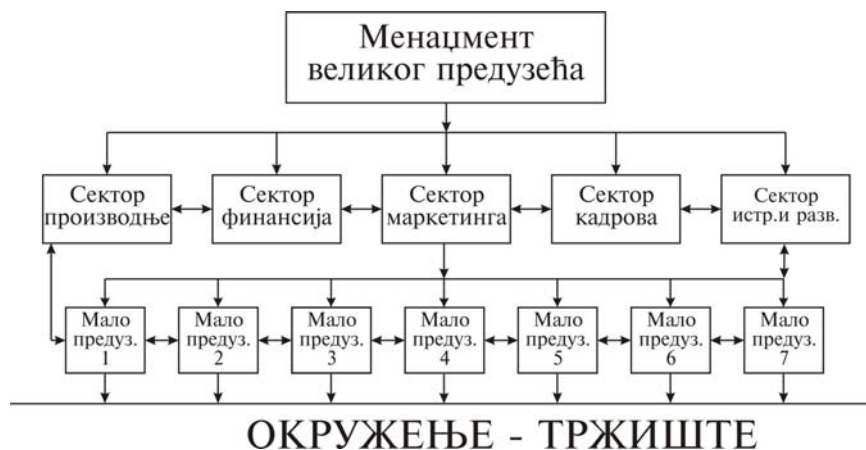 Менаџмент
великог предузећа
Сектор
производње
Сектор
финансија
Сектор
маркетинга
Сектор
кадрова
Сектор
истр.и разв.
Мало
предуз.
1
Мало
предуз.
2
Мало
предуз.
3
Мало
предуз.
4
Мало
предуз.
5
Мало
предуз.
6
Мало
предуз.
7
ОКРУЖЕЊЕ - ТРЖИШТЕ